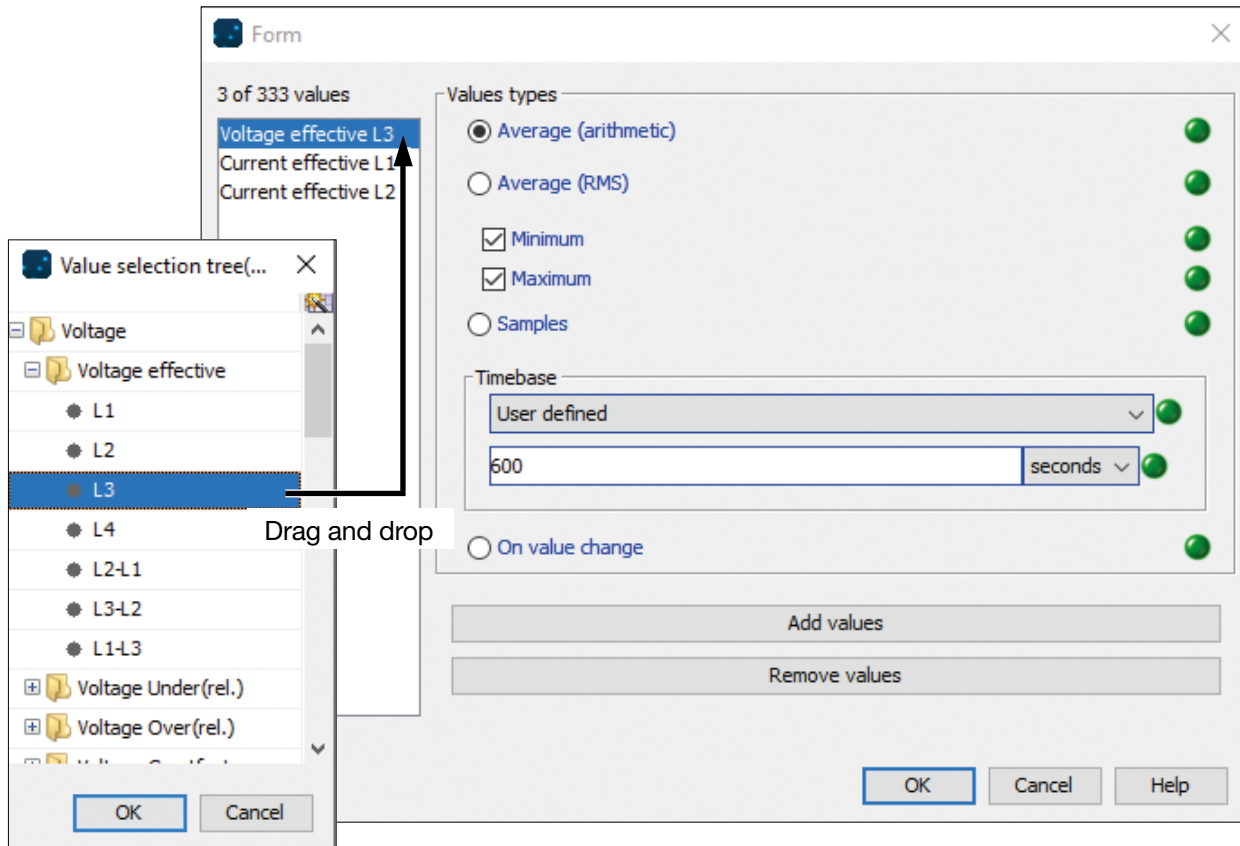 Form
3 of 333 values
Voltage effective L3
Current effective L1
Current effective L2
Values types
Average (arithmetic)
Average (RMS)
Minimum
Maximum
Samples
Timebase
User defined
600
seconds
On value change
Add values
Remove values
OK
Cancel
Help
Value selection tree(...
Voltage
Voltage effective
L1
L2
L3
L4
L2-L1
L3-L2
L1-L3
Voltage Under(rel.)
Voltage Over(rel.)
OK
Cancel
Drag and drop